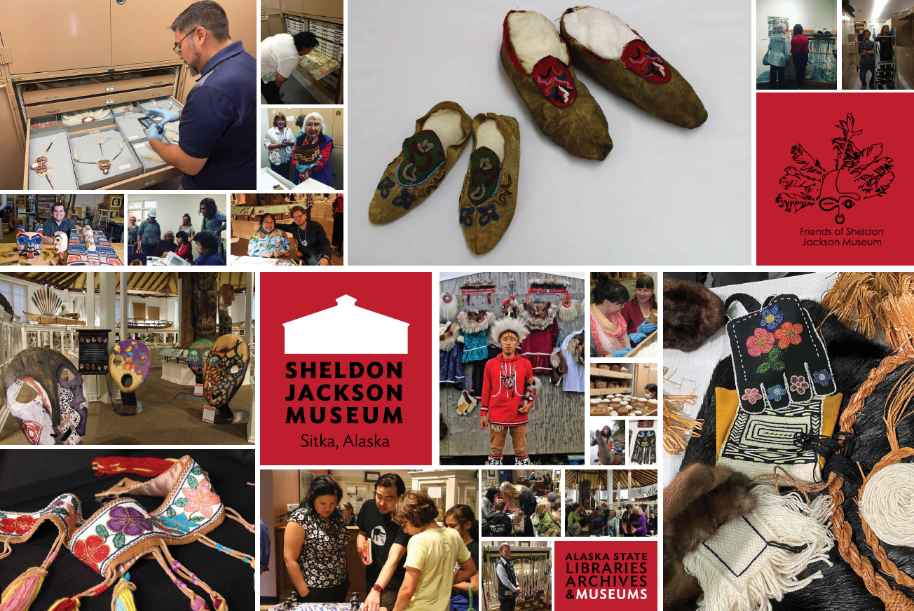 Friends of Sheldon
Jackson Museum
SHELDON
JACKSON
MUSEUM
Sitka, Alaska
ALASKA STATE
LIBRARIES
ARCHIVES
& MUSEUMS